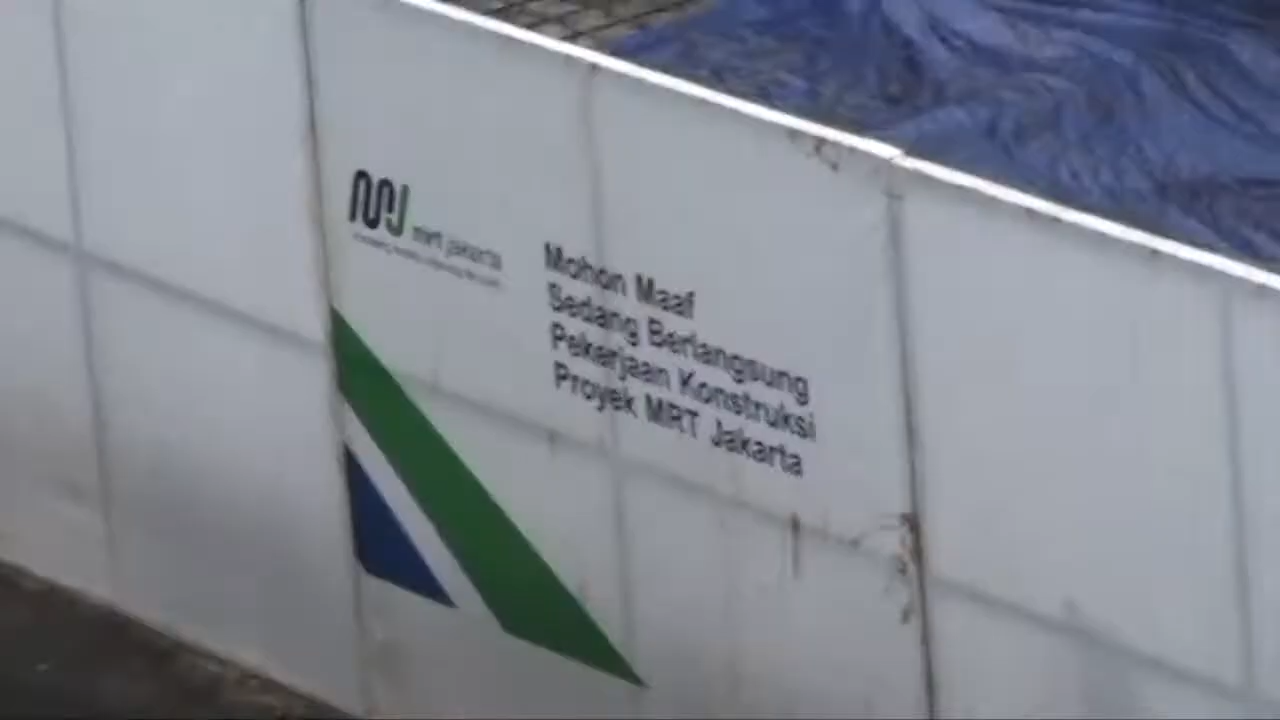 mrt jakarta
Mohon Maaf
Sedang Berlangsung
Pekerjaan Konstruksi
Proyek MRT Jakarta